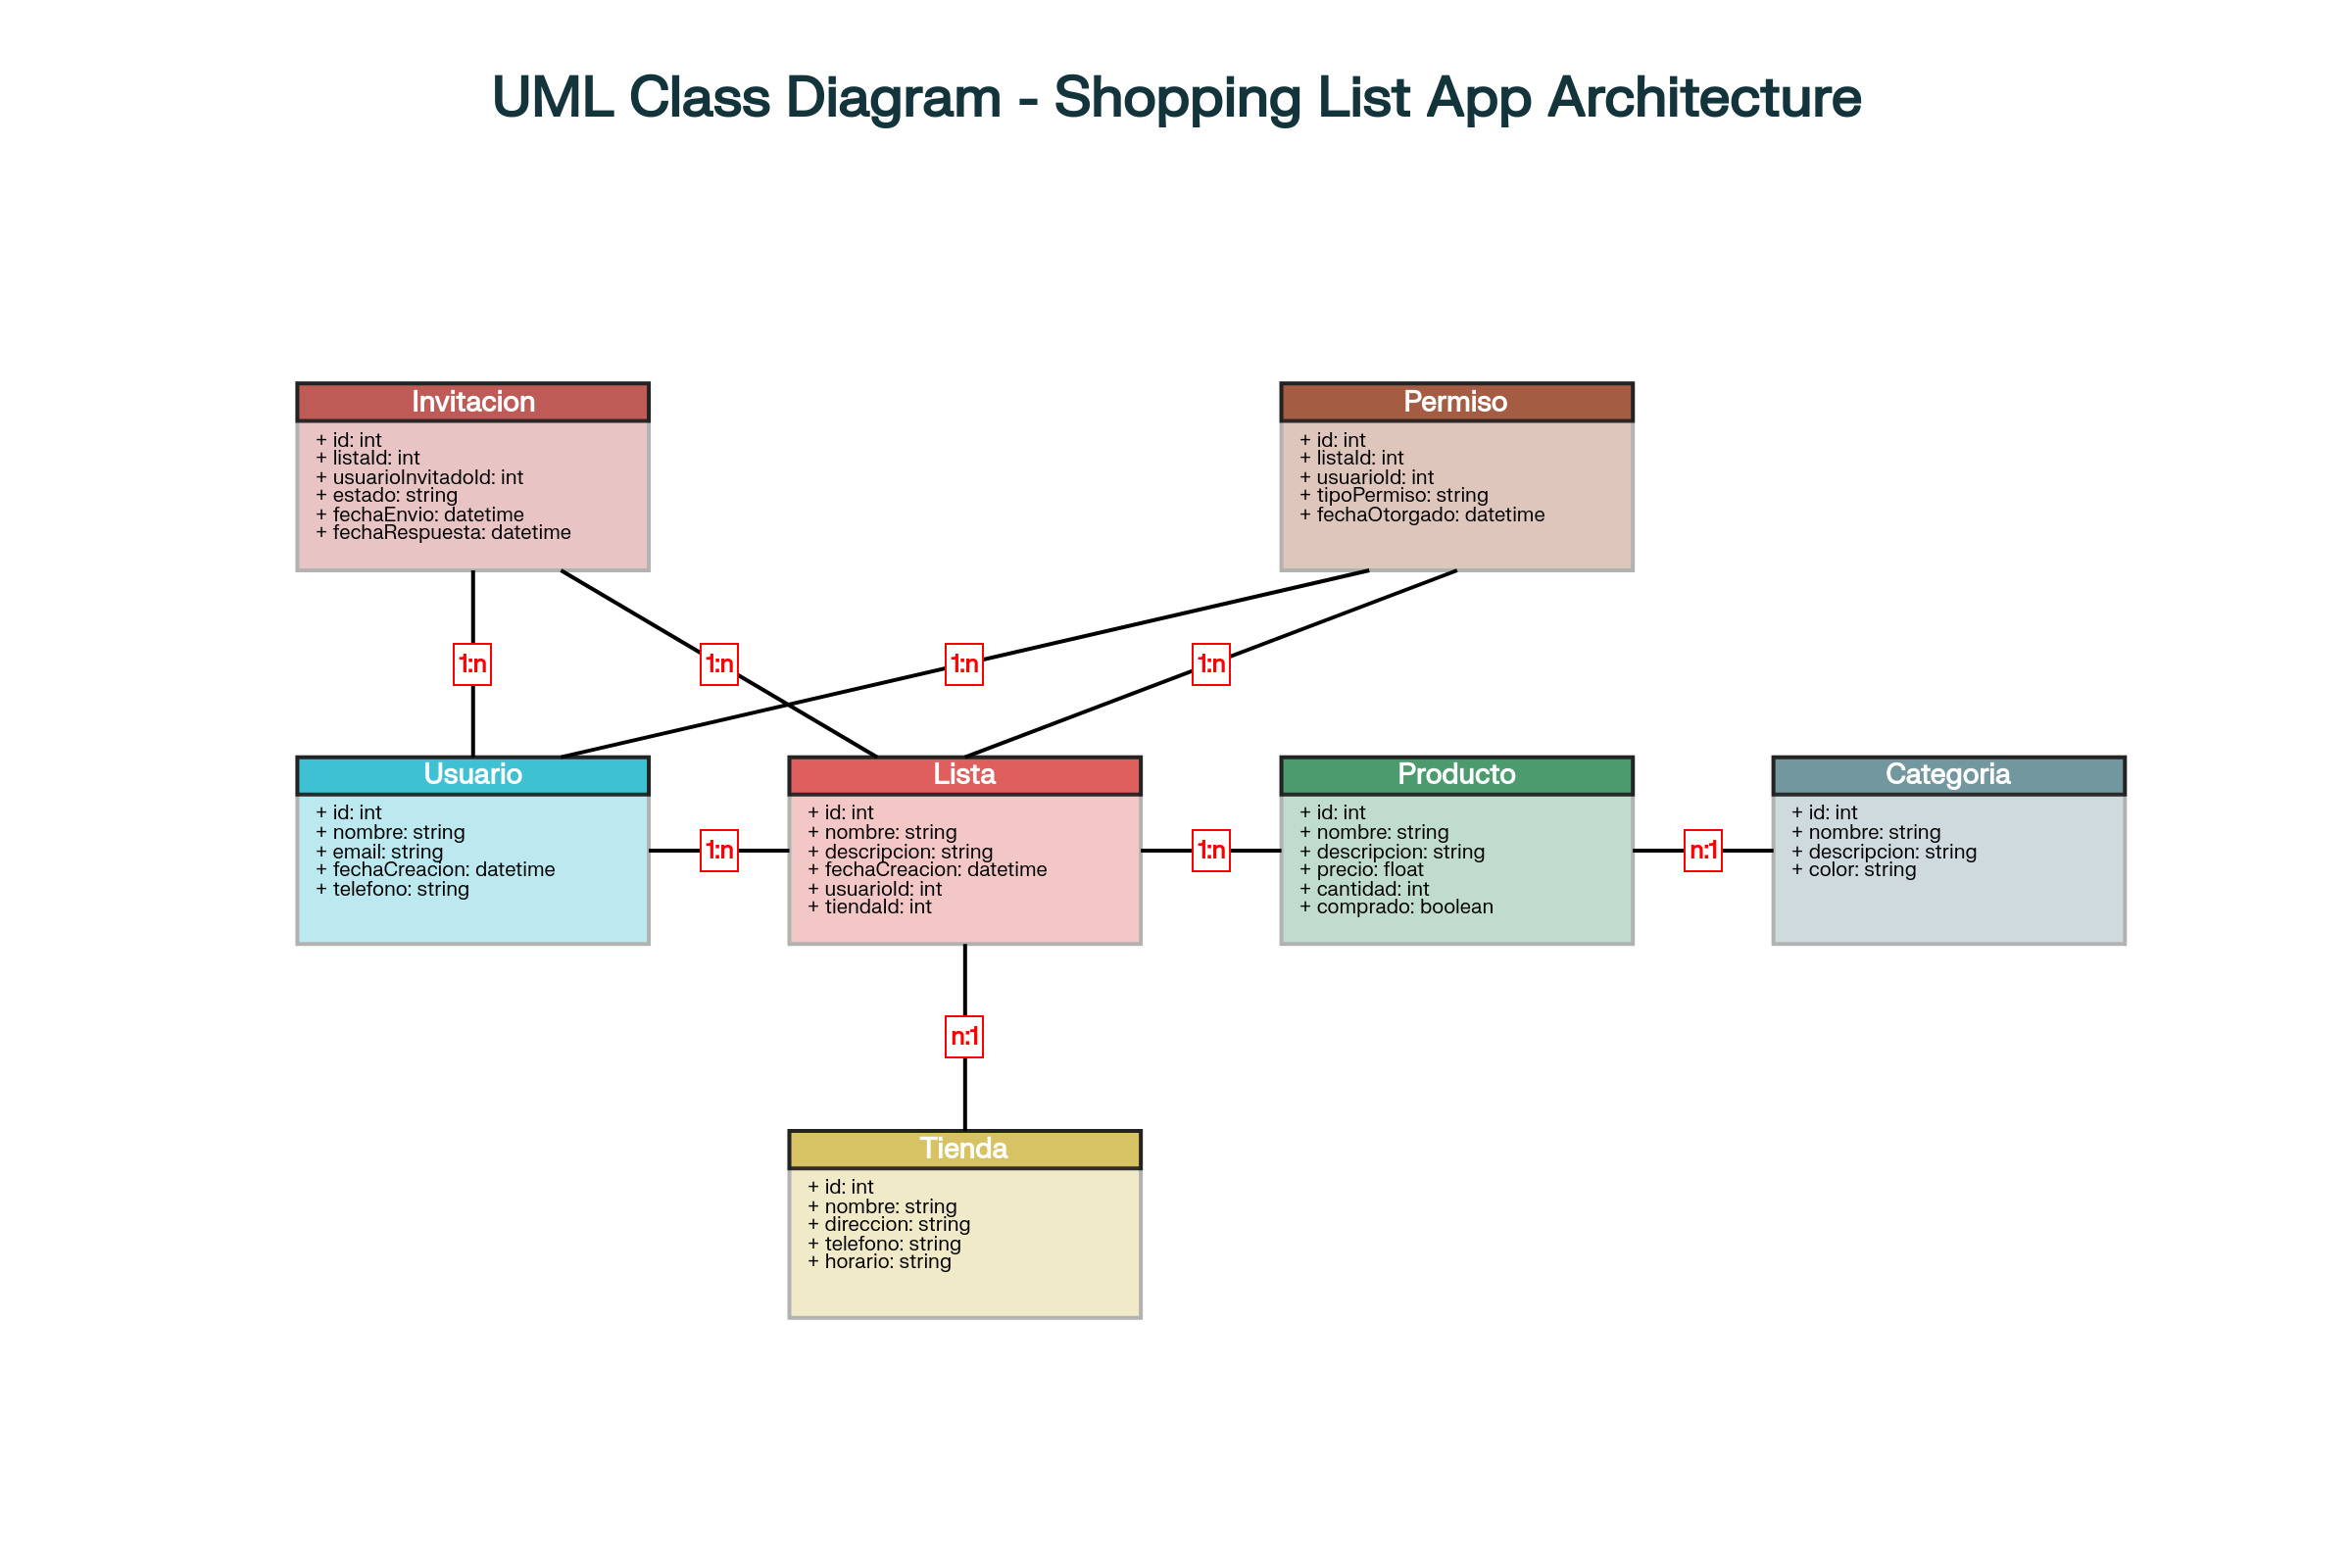 UML Class Diagram - Shopping List App Architecture
Invitacion
+ id: int
+ listaId: int
+ usuarioInvitadoId: int
+ estado: string
+ fechaEnvio: datetime
+ fechaRespuesta: datetime
Permiso
+ id: int
+ listaId: int
+ usuarioId: int
+ tipoPermiso: string
+ fechaOtorgado: datetime
1:n
1:n
1:n
1:n
Usuario
+ id: int
+ nombre: string
+ email: string
+ fechaCreacion: datetime
+ telefono: string
1:n
Lista
+ id: int
+ nombre: string
+ descripcion: string
+ fechaCreacion: datetime
+ usuarioId: int
+ tiendaId: int
1:n
Producto
+ id: int
+ nombre: string
+ descripcion: string
+ precio: float
+ cantidad: int
+ comprado: boolean
n:1
Categoria
+ id: int
+ nombre: string
+ descripcion: string
+ color: string
n:1
Tienda
+ id: int
+ nombre: string
+ direccion: string
+ telefono: string
+ horario: string